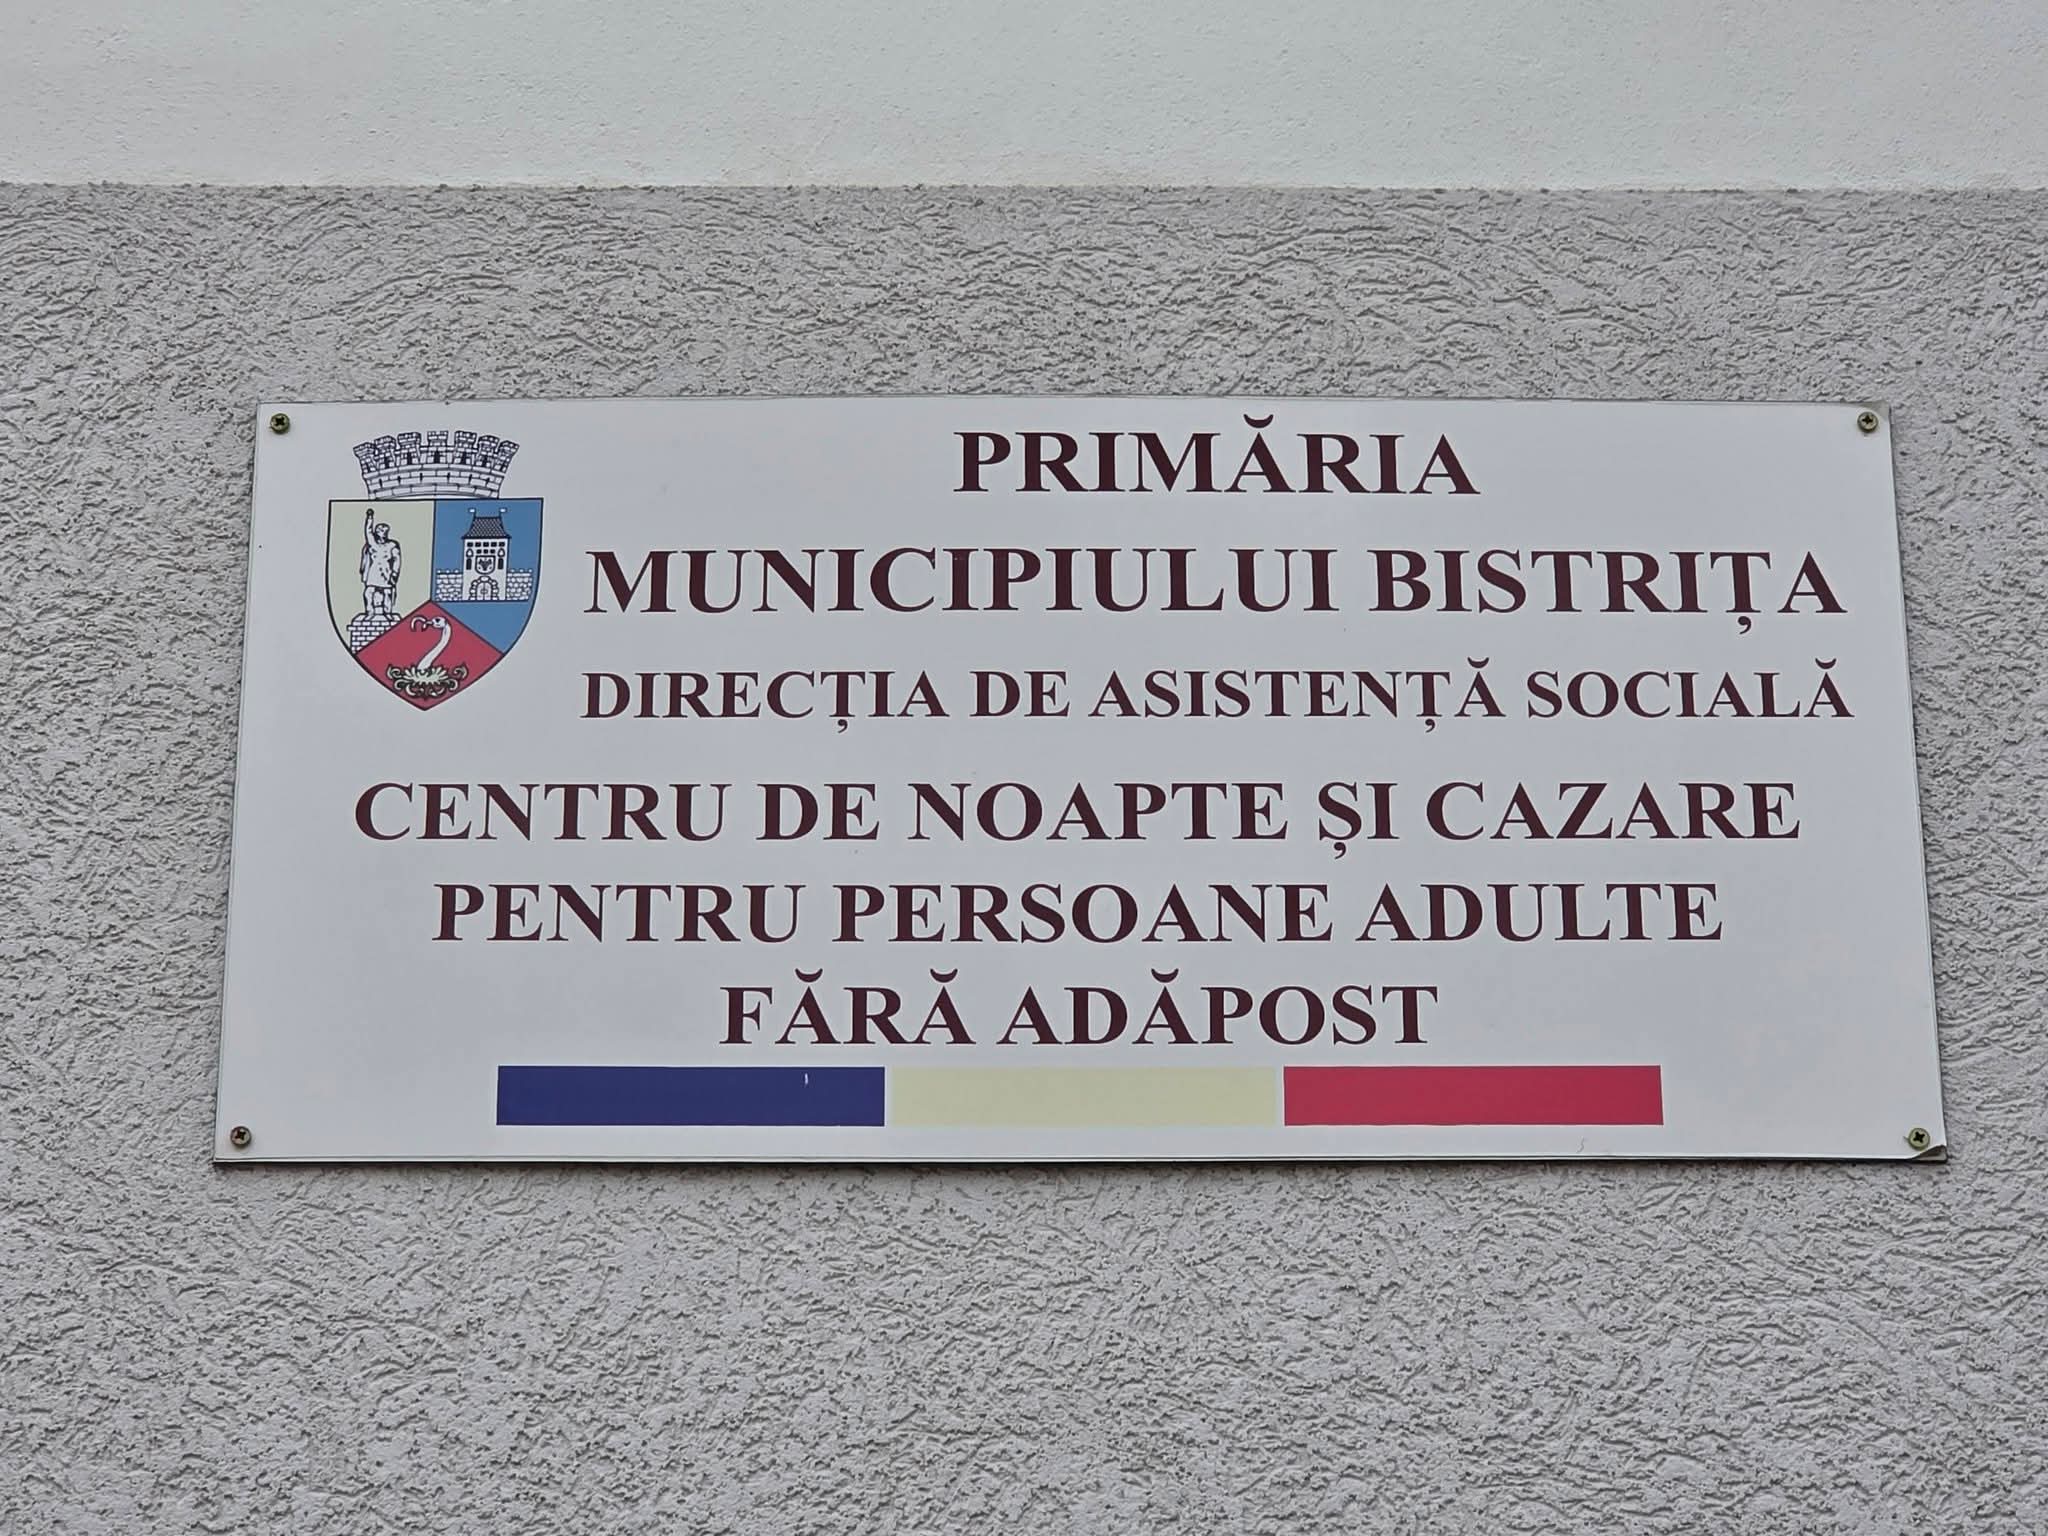 PRIMĂRIA
MUNICIPIULUI BISTRIȚA
DIRECȚIA DE ASISTENȚĂ SOCIALĂ
CENTRU DE NOAPTE ȘI CAZARE
PENTRU PERSOANE ADULTE
FĂRĂ ADĂPOST